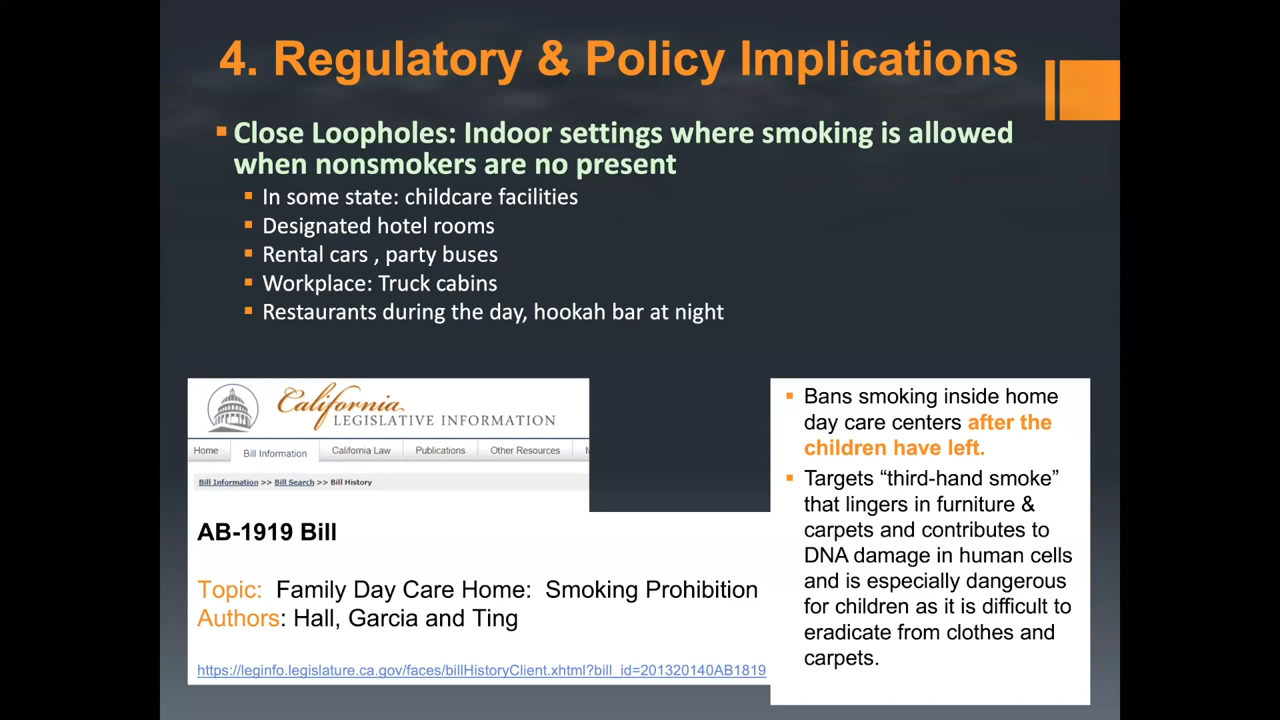 4. Regulatory & Policy Implications
Close Loopholes: Indoor settings where smoking is allowed
when nonsmokers are no present
In some state: childcare facilities
Designated hotel rooms
Rental cars , party buses
Workplace: Truck cabins
Restaurants during the day, hookah bar at night
California
LEGISLATIVE INFORMATION
Home Bill Information California Law Publications Other Resources
Bill Information >> Bill Search >> Bill History
AB-1919 Bill
Topic: Family Day Care Home: Smoking Prohibition
Authors: Hall, Garcia and Ting
https://leginfo.legislature.ca.gov/faces/billHistoryClient.xhtml?bill_id=201320140AB1819
Bans smoking inside home
day care centers after the
children have left.
Targets “third-hand smoke”
that lingers in furniture &
carpets and contributes to
DNA damage in human cells
and is especially dangerous
for children as it is difficult to
eradicate from clothes and
carpets.